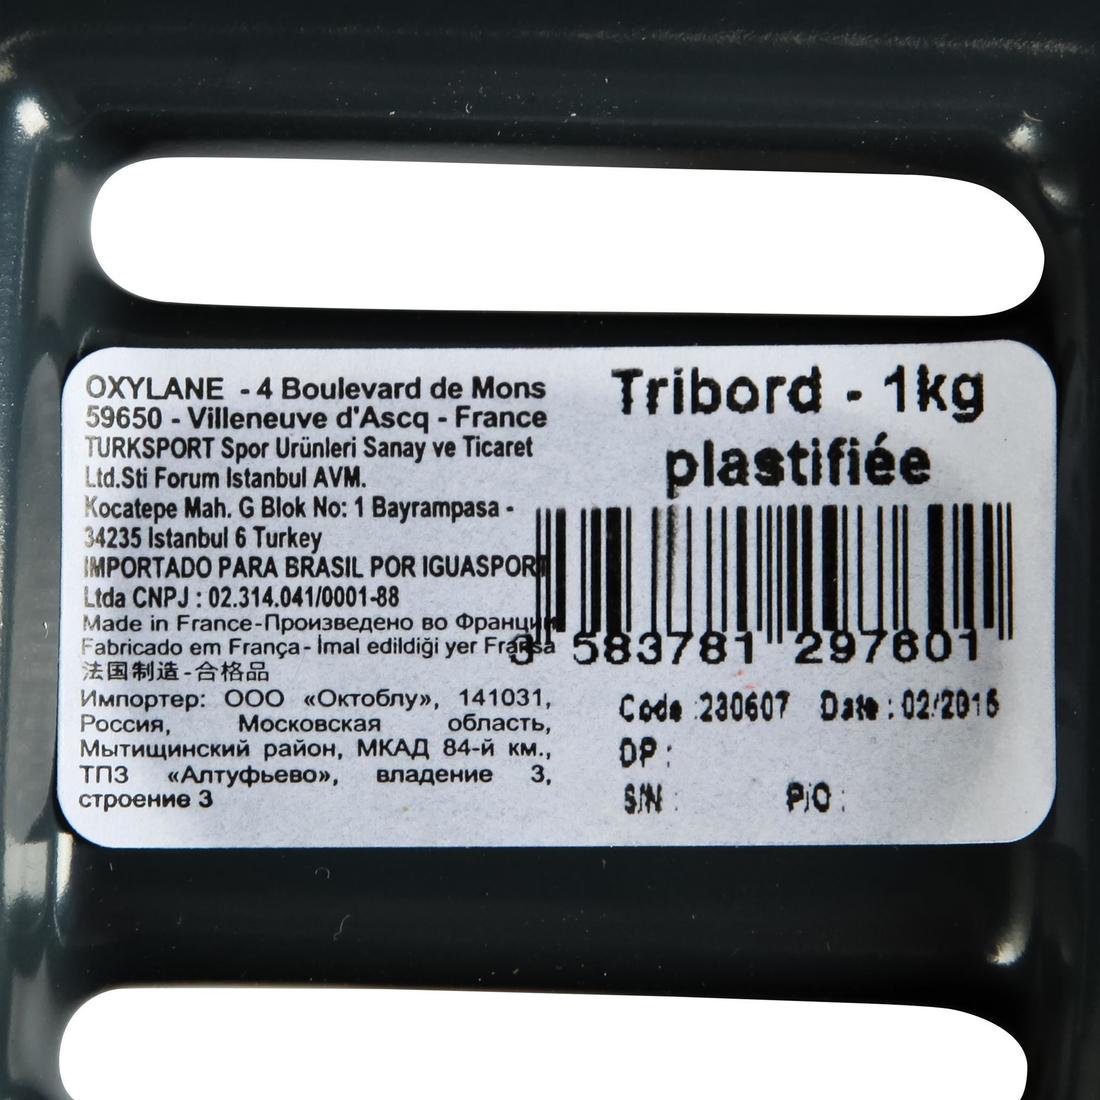 OXYLANE - 4 Boulevard de Mons
59650 - Villeneuve d'Ascq - France
TURKSPORT Spor Urünleri Sanay ve Ticaret
Ltd.Sti Forum Istanbul AVM.
Kocatepe Mah. G Blok No: 1 Bayrampasa -
34235 Istanbul 6 Turkey
IMPORTADO PARA BRASIL POR IGUASPORT
Ltda CNPJ : 02.314.041/0001-88
Made in France-Произведено во Франции
Fabricado em França - İmal edildiği yer Fransa
法国制造-合格品
Импортер: ООО «Октоблу», 141031,
Россия, Московская область,
Мытищинский район, МКАД 84-й км.,
ТПЗ «Алтуфьево», владение 3,
строение 3
Tribord - 1kg
plastifiée
3 583781 297601
Code : 230607 Date : 02/2015
DP :
S/N : P/O :